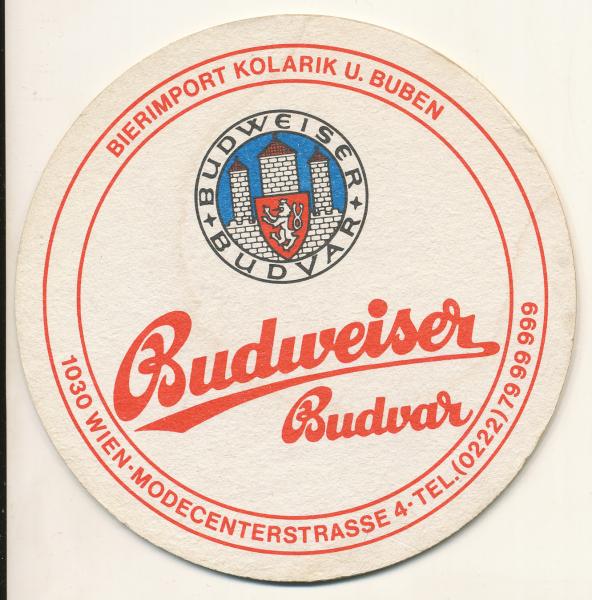 BIERIMPORT KOLARIK U. BUBEN
BUDWEISER
★ BUDVAR ★
Budweiser
Budvar
1030 WIEN·MODECENTERSTRASSE 4·TEL.(0222)79 99 999